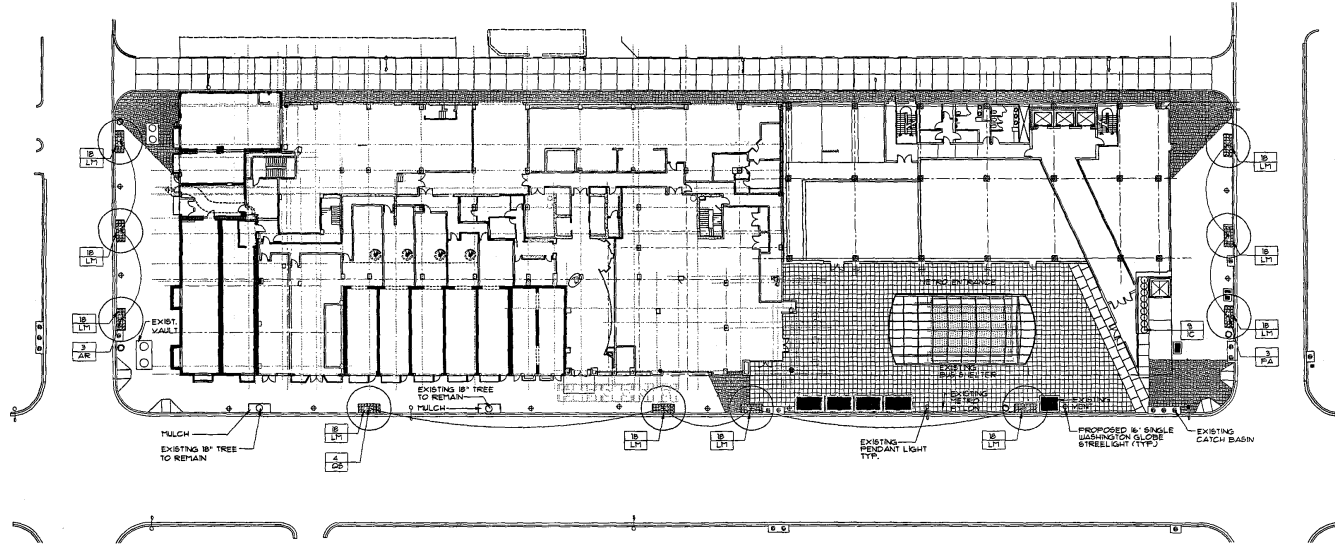 18
LM
18
LM
18
LM
3
AR
EXIST.
VAULT
METRO ENTRANCE
EXISTING
BUS SHELTER
EXISTING
METRO
PYLON
18
LM
18
LM
18
LM
3
PA
9
IC
EXISTING 18" TREE
TO REMAIN
MULCH
MULCH
EXISTING 18" TREE
TO REMAIN
18
LM
4
QB
18
LM
18
LM
EXISTING
PENDANT LIGHT
TYP.
18
LM
EXISTING
VENT
PROPOSED 16' SINGLE
WASHINGTON GLOBE
STREELIGHT (TYP.)
EXISTING
CATCH BASIN